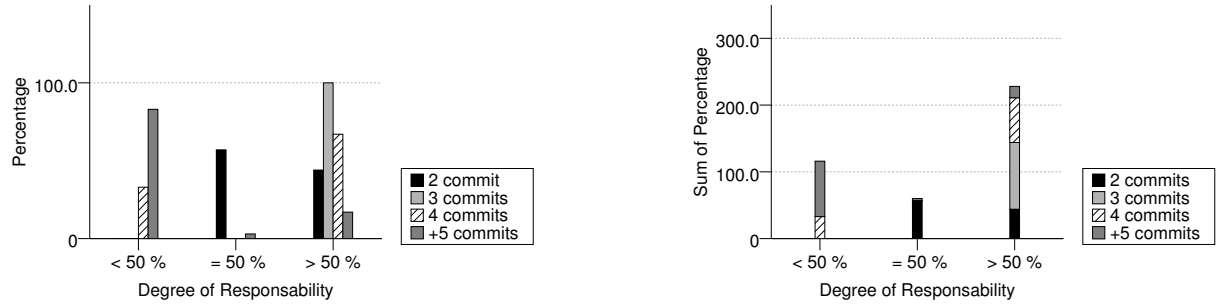 Percentage
100.0
0
< 50 %
= 50 %
> 50 %
Degree of Responsability
2 commit
3 commits
4 commits
+5 commits
Sum of Percentage
300.0
200.0
100.0
0
< 50 %
= 50 %
> 50 %
Degree of Responsability
2 commits
3 commits
4 commits
+5 commits